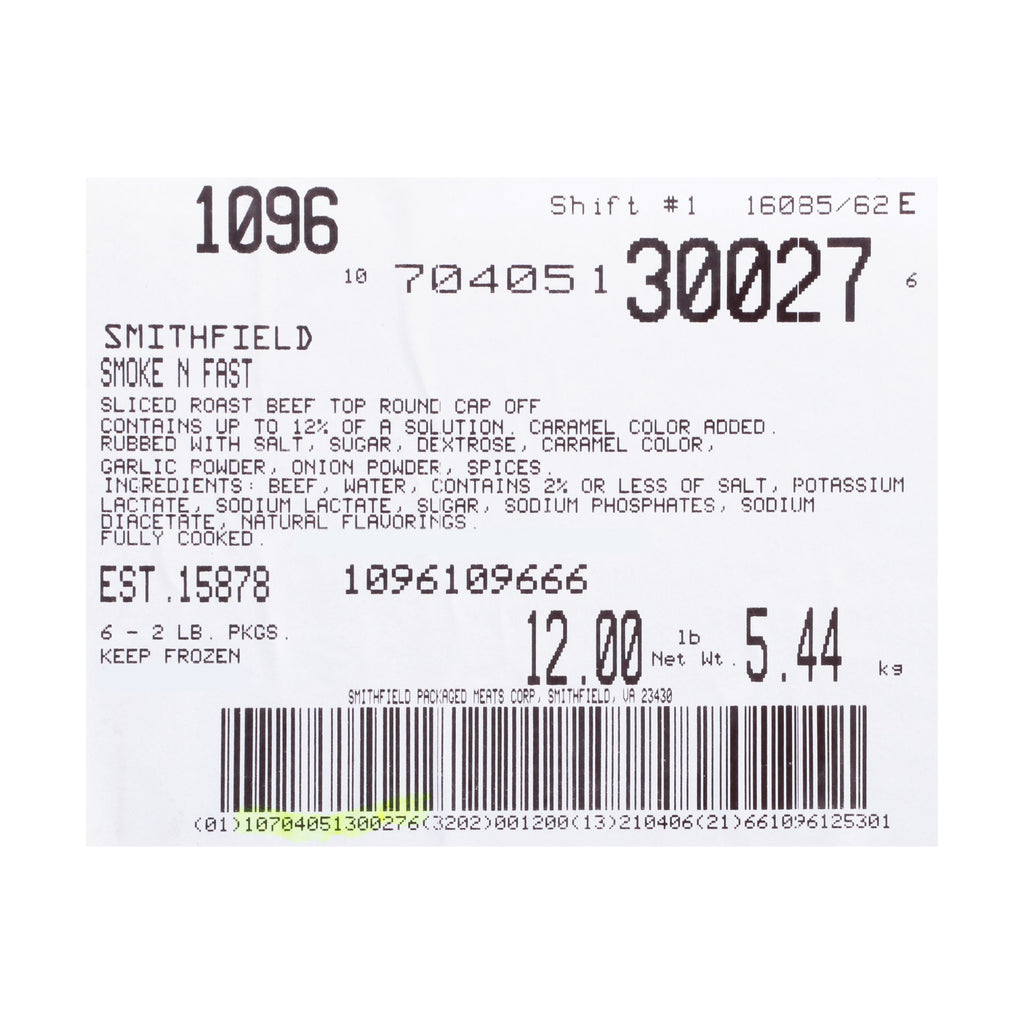 1096
Shift #1 16085/62 E
10 704051 30027 6
SMITHFIELD
SMOKE N FAST
SLICED ROAST BEEF TOP ROUND CAP OFF
CONTAINS UP TO 12% OF A SOLUTION. CARAMEL COLOR ADDED.
RUBBED WITH SALT, SUGAR, DEXTROSE, CARAMEL COLOR,
GARLIC POWDER, ONION POWDER, SPICES.
INGREDIENTS: BEEF, WATER, CONTAINS 2% OR LESS OF SALT, POTASSIUM
LACTATE, SODIUM LACTATE, SUGAR, SODIUM PHOSPHATES, SODIUM
DIACETATE, NATURAL FLAVORINGS.
FULLY COOKED.
EST.15878 1096109666
6 - 2 LB. PKGS.
KEEP FROZEN
12.00 lb Net Wt. 5.44 kg
SMITHFIELD PACKAGED MEATS CORP, SMITHFIELD, VA 23430
(01)10704051300276(3202)001200(13)210406(21)661096125301